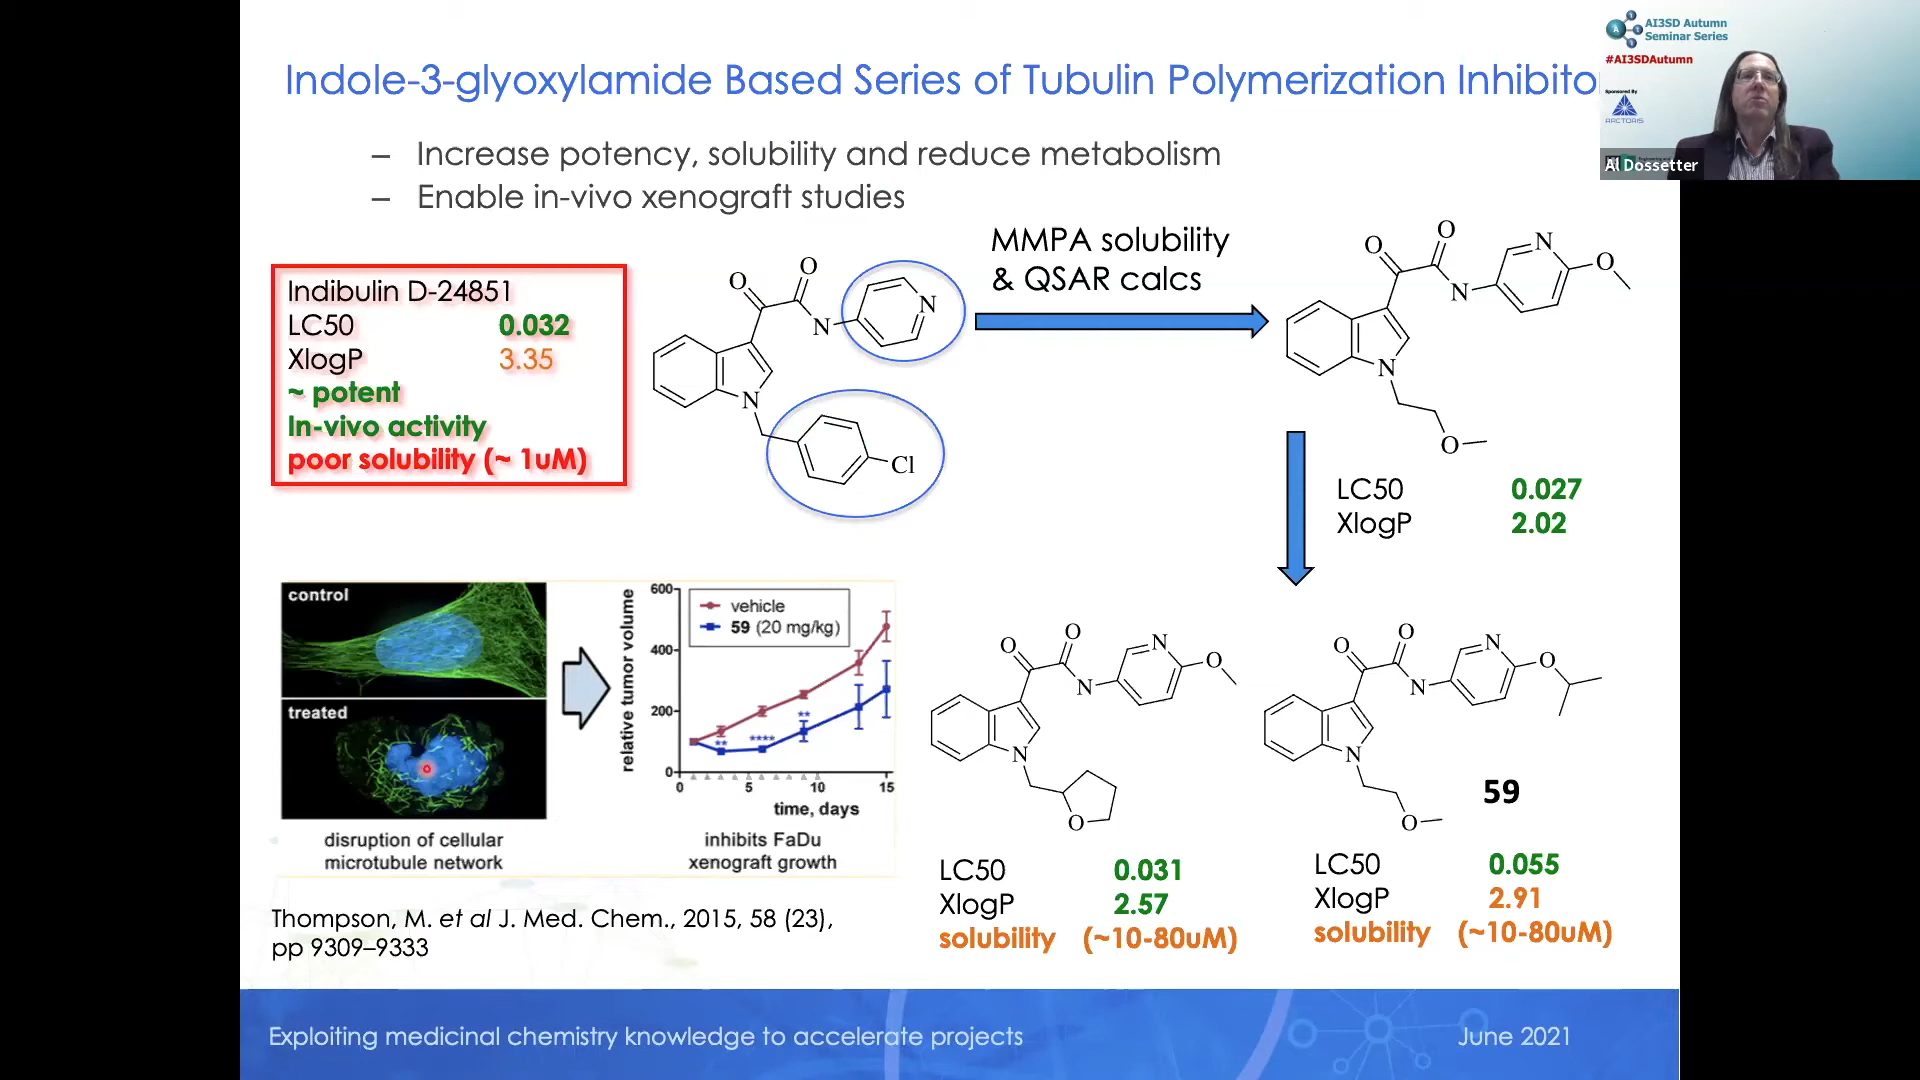 Indole-3-glyoxylamide Based Series of Tubulin Polymerization Inhibito
AI3SD Autumn
Seminar Series
#AI3SDAutumn
Sponsored By
ARCTORIS
Al Dossetter
– Increase potency, solubility and reduce metabolism
– Enable in-vivo xenograft studies
Indibulin D-24851
LC50 0.032
XlogP 3.35
~ potent
In-vivo activity
poor solubility (~ 1uM)
O
O
N
N
N
Cl
MMPA solubility
& QSAR calcs
O
O
N
N
O
N
O
LC50 0.027
XlogP 2.02
control
treated
disruption of cellular
microtubule network
relative tumor volume
600
400
200
0
vehicle
59 (20 mg/kg)
**
****
**
0 5 10 15
time, days
inhibits FaDu
xenograft growth
O
O
N
N
O
N
O
LC50 0.031
XlogP 2.57
solubility (~10-80uM)
O
O
N
N
O
N
O
59
LC50 0.055
XlogP 2.91
solubility (~10-80uM)
Thompson, M. et al J. Med. Chem., 2015, 58 (23),
pp 9309–9333
Exploiting medicinal chemistry knowledge to accelerate projects
June 2021